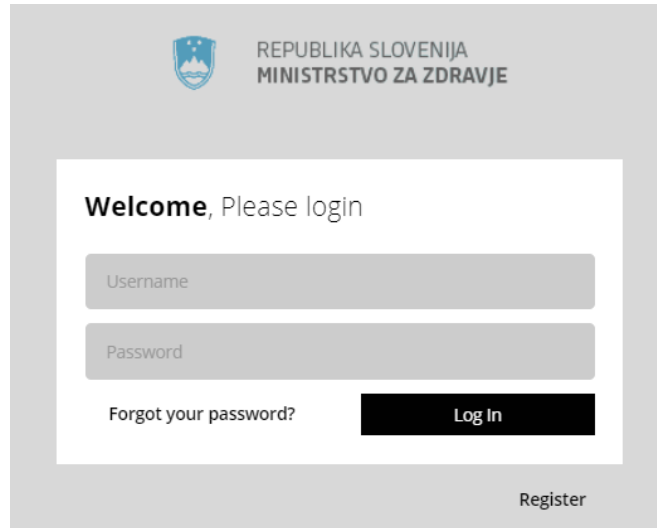 REPUBLIKA SLOVENIJA
MINISTRSTVO ZA ZDRAVJE
Welcome, Please login
Username
Password
Forgot your password?
Log In
Register